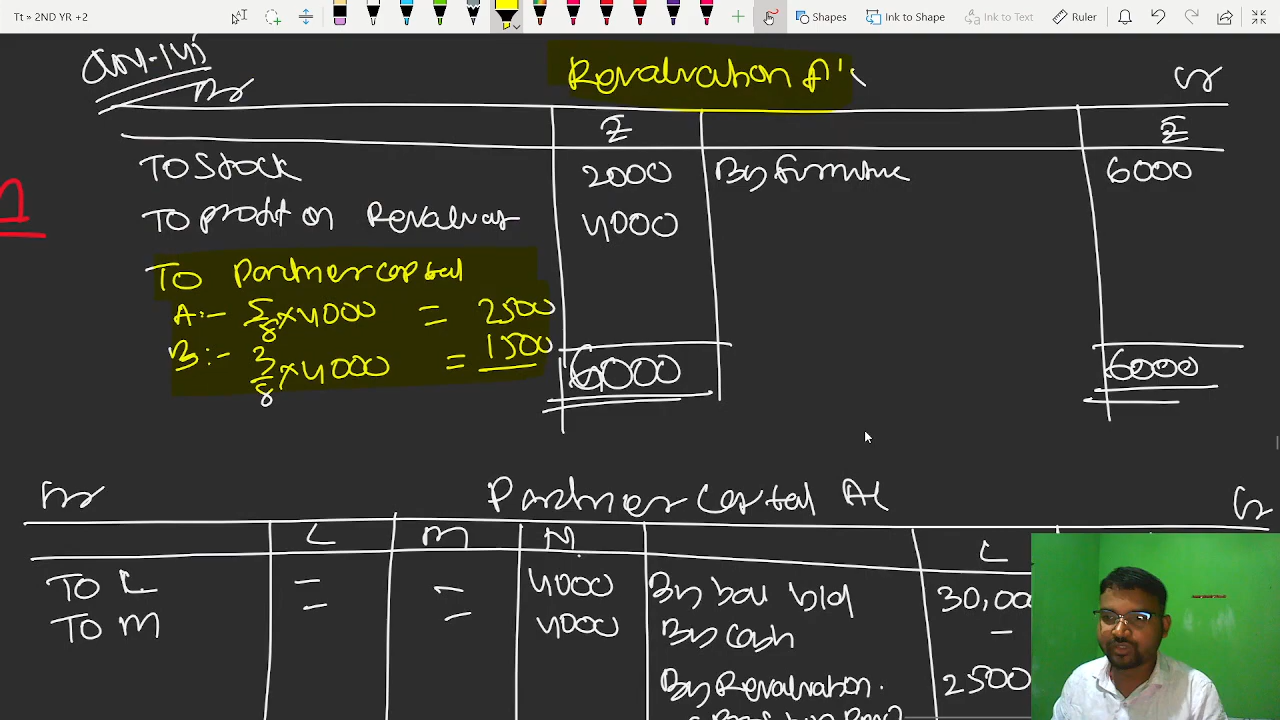 Tt » 2ND YR +2
Shapes
Ink to Shape
Ink to Text
Ruler
Revaluation A/c
Dr
Cr
₹
₹
To Stock 2000 By furniture 6000
To profit on Revaluat 4000
To Partner capital
A:- 5/8 × 4000 = 2500
B:- 3/8 × 4000 = 1500
6000 6000
Dr Partner Capital A/c Cr
L M N L
To L = - 4000 By bal b/d 30,00
To M = = 4000 By Cash -
By Revaluation. 2500